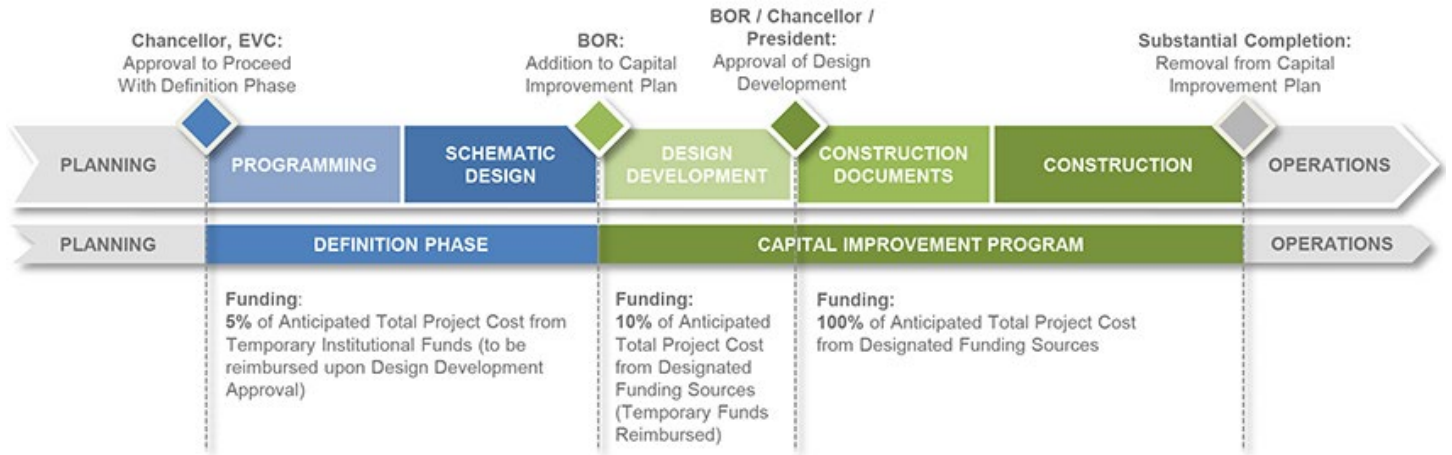 Chancellor, EVC:
Approval to Proceed
With Definition Phase
BOR:
Addition to Capital
Improvement Plan
BOR / Chancellor /
President:
Approval of Design
Development
Substantial Completion:
Removal from Capital
Improvement Plan
PLANNING
PROGRAMMING
SCHEMATIC
DESIGN
DESIGN
DEVELOPMENT
CONSTRUCTION
DOCUMENTS
CONSTRUCTION
OPERATIONS
PLANNING
DEFINITION PHASE
CAPITAL IMPROVEMENT PROGRAM
OPERATIONS
Funding:
5% of Anticipated Total Project Cost from
Temporary Institutional Funds (to be
reimbursed upon Design Development
Approval)
Funding:
10% of Anticipated
Total Project Cost
from Designated
Funding Sources
(Temporary Funds
Reimbursed)
Funding:
100% of Anticipated Total Project Cost
from Designated Funding Sources